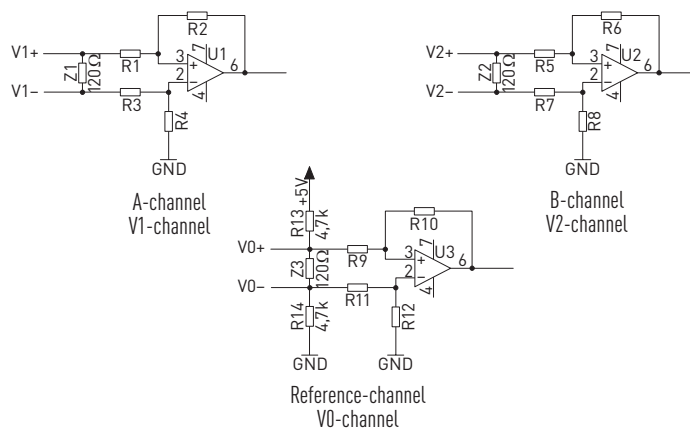 R2
V1+
R1
Z1
120Ω
3
7
U1
+
6
2
−
4
V1−
R3
R4
GND
A-channel
V1-channel
R6
V2+
R5
Z2
120Ω
3
7
U2
+
6
2
−
4
V2−
R7
R8
GND
B-channel
V2-channel
+5V
R13
4,7k
R10
V0+
R9
Z3
120Ω
3
7
U3
+
6
2
−
4
V0−
R11
R14
4,7k
R12
GND
GND
Reference-channel
V0-channel